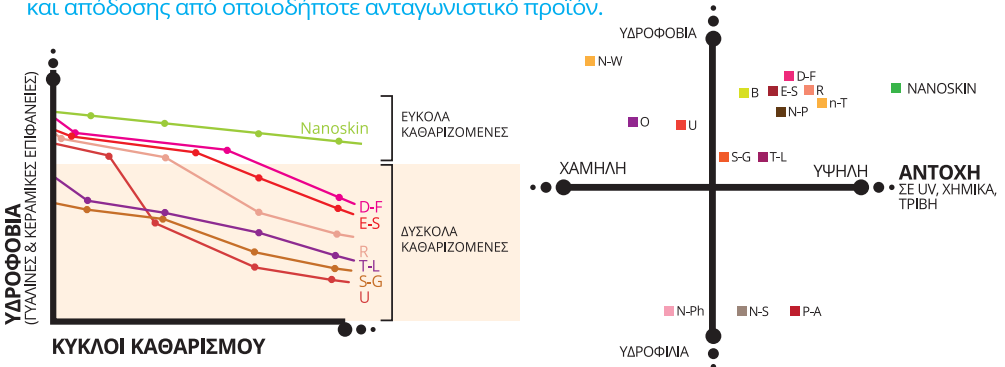 και απόδοσης από οποιοδήποτε ανταγωνιστικό προϊόν.
ΥΔΡΟΦΟΒΙΑ
(ΓΥΑΛΙΝΕΣ & ΚΕΡΑΜΙΚΕΣ ΕΠΙΦΑΝΕΙΕΣ)
Nanoskin
ΕΥΚΟΛΑ
ΚΑΘΑΡΙΖΟΜΕΝΕΣ
D-F
E-S
R
T-L
S-G
U
ΔΥΣΚΟΛΑ
ΚΑΘΑΡΙΖΟΜΕΝΕΣ
ΚΥΚΛΟΙ ΚΑΘΑΡΙΣΜΟΥ
ΥΔΡΟΦΟΒΙΑ
N-W
D-F
B
E-S
R
n-T
N-P
NANOSKIN
O
U
S-G
T-L
ΧΑΜΗΛΗ
ΥΨΗΛΗ
ΑΝΤΟΧΗ
ΣΕ UV, ΧΗΜΙΚΑ,
ΤΡΙΒΗ
N-Ph
N-S
P-A
ΥΔΡΟΦΙΛΙΑ